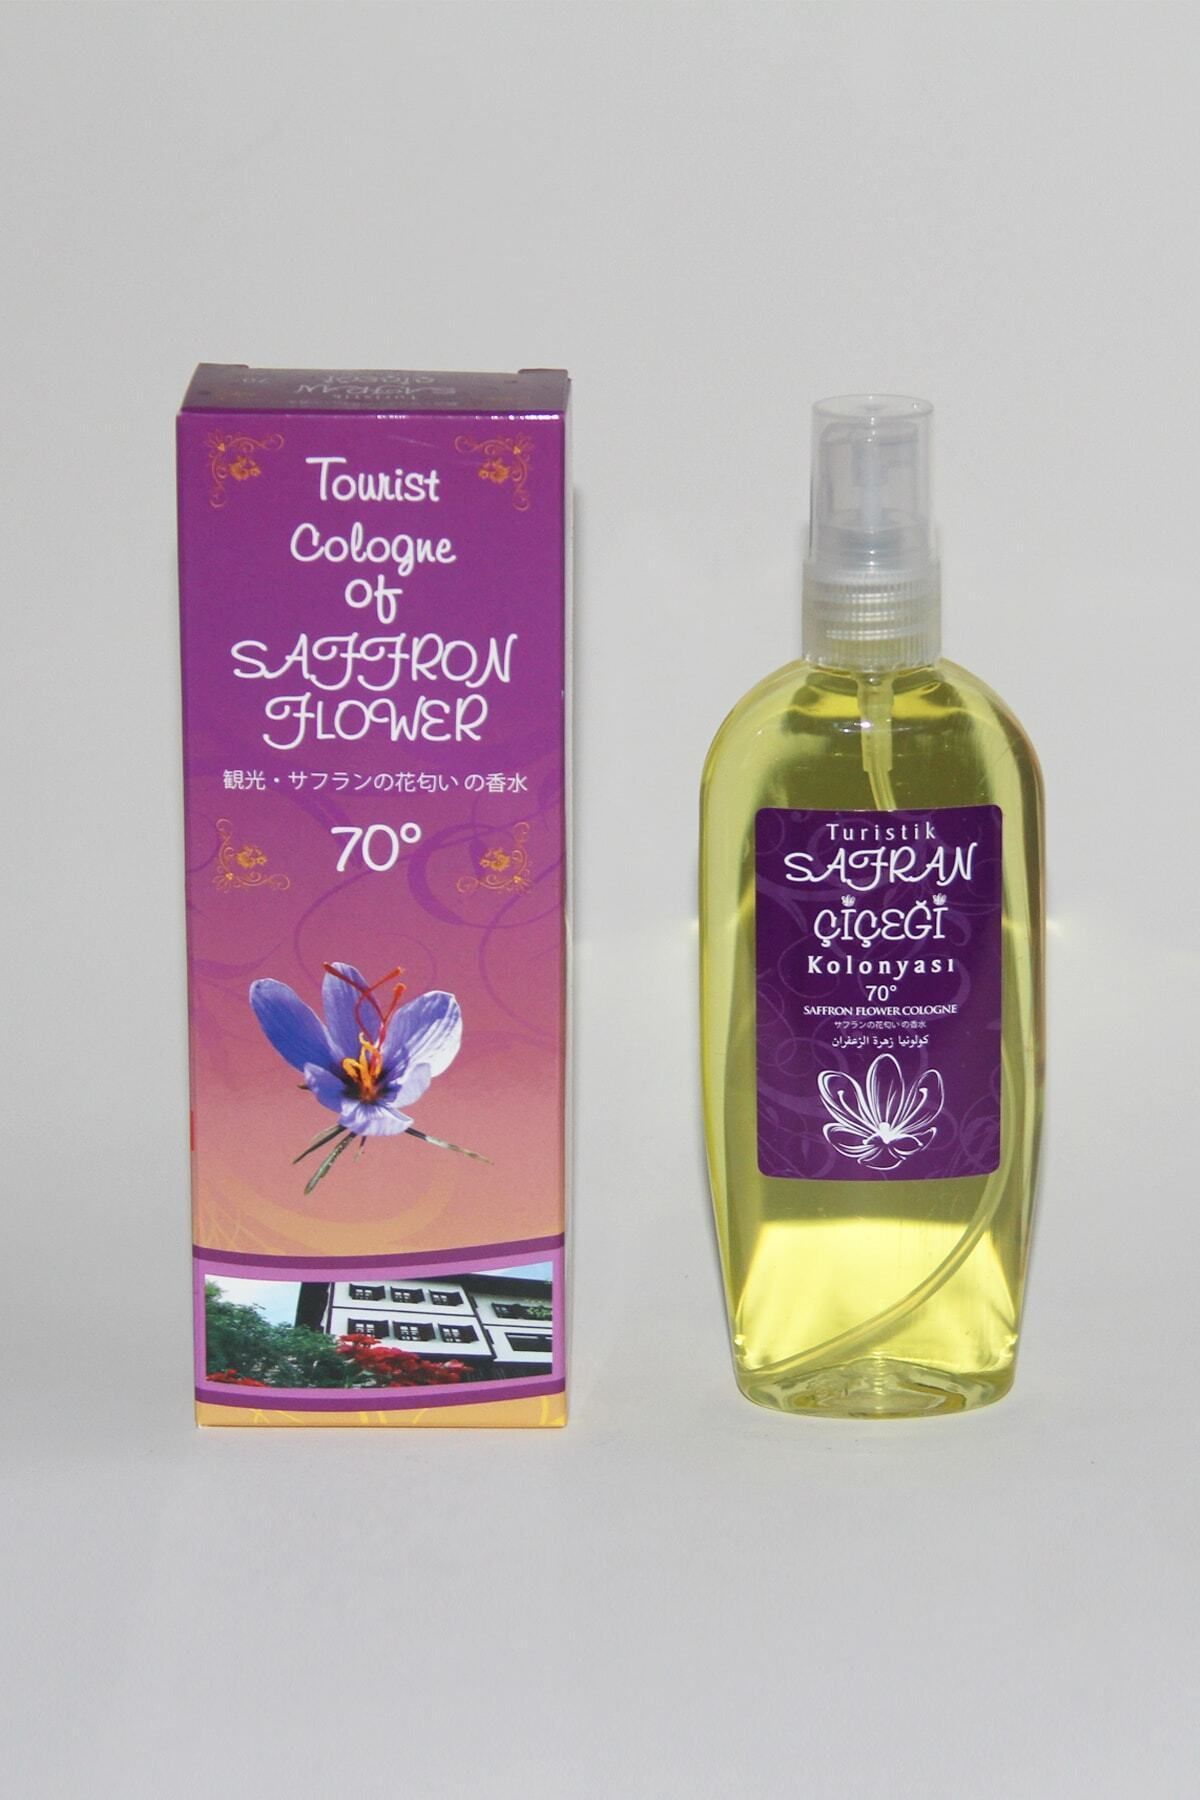 Turistik
SAFRAN
Tourist
Cologne
of
SAFFRON
FLOWER
観光・サフランの花匂い の香水
70°
Turistik
SAFRAN
ÇİÇEĞİ
Kolonyası
70°
SAFFRON FLOWER COLOGNE
サフランの花匂い の香水
كولونيا زهرة الزعفران